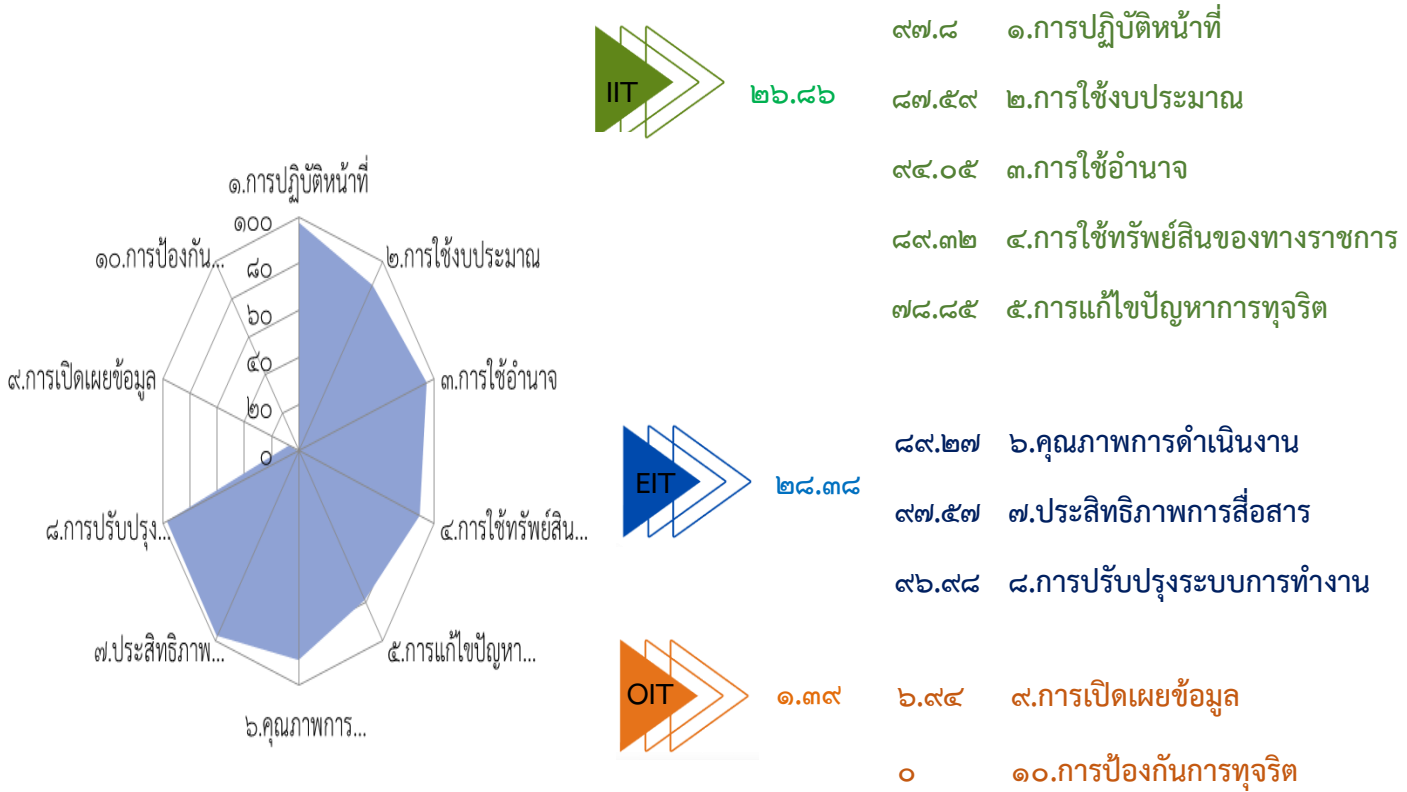 ๑.การปฏิบัติหน้าที่
๑๐๐
๑๐.การป้องกัน...
๘๐
๒.การใช้งบประมาณ
๖๐
๔๐
๙.การเปิดเผยข้อมูล
๓.การใช้อำนาจ
๒๐
๐
๘.การปรับปรุง...
๔.การใช้ทรัพย์สิน...
๗.ประสิทธิภาพ...
๕.การแก้ไขปัญหา...
๖.คุณภาพการ...
IIT ๒๖.๘๖
๙๗.๘ ๑.การปฏิบัติหน้าที่
๘๗.๕๙ ๒.การใช้งบประมาณ
๙๔.๐๕ ๓.การใช้อำนาจ
๘๙.๓๒ ๔.การใช้ทรัพย์สินของทางราชการ
๗๘.๘๕ ๕.การแก้ไขปัญหาการทุจริต
EIT ๒๘.๓๘
๘๙.๒๗ ๖.คุณภาพการดำเนินงาน
๙๗.๕๗ ๗.ประสิทธิภาพการสื่อสาร
๙๖.๙๘ ๘.การปรับปรุงระบบการทำงาน
OIT ๑.๓๙
๖.๙๔ ๙.การเปิดเผยข้อมูล
๐ ๑๐.การป้องกันการทุจริต